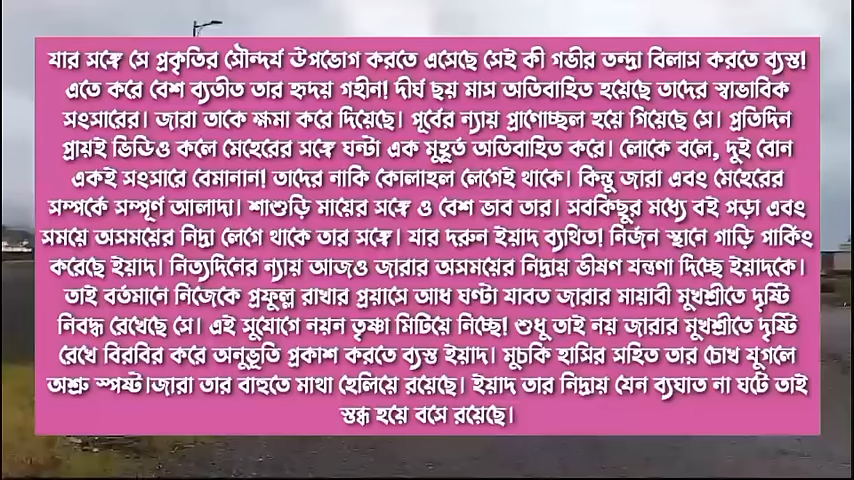 যার সঙ্গে সে প্রকৃতির সৌন্দর্য উপভোগ করতে এসেছে সেই কী গভীর তন্দ্রা বিলাস করতে ব্যস্ত!
এতে করে বেশ ব্যতীত তার হৃদয় গহীন! দীর্ঘ ছয় মাস অতিবাহিত হয়েছে তাদের স্বাভাবিক
সংসারের। জারা তাকে ক্ষমা করে দিয়েছে। পূর্বের ন্যায় প্রাণোচ্ছল হয়ে গিয়েছে সে। প্রতিদিন
প্রায়ই ভিডিও কলে মেহেরের সঙ্গে ঘন্টা এক মুহূর্ত অতিবাহিত করে। লোকে বলে, দুই বোন
একই সংসারে বেমানান! তাদের নাকি কোলাহল লেগেই থাকে। কিন্তু জারা এবং মেহেরের
সম্পর্কে সম্পূর্ণ আলাদা। শাশুড়ি মায়ের সঙ্গে ও বেশ ভাব তার। সবকিছুর মধ্যে বই পড়া এবং
সময়ে অসময়ের নিদ্রা লেগে থাকে তার সঙ্গে। যার দরুন ইয়াদ ব্যথিত! নির্জন স্থানে গাড়ি পার্কিং
করেছে ইয়াদ। নিত্যদিনের ন্যায় আজও জারার অসময়ের নিদ্রায় ভীষণ যন্তণা দিচ্ছে ইয়াদকে।
তাই বর্তমানে নিজেকে প্রফুল্ল রাখার প্রয়াসে আধ ঘণ্টা যাবত জারার মায়াবী মুখশ্রীতে দৃষ্টি
নিবদ্ধ রেখেছে সে। এই সুযোগে নয়ন তৃষ্ণা মিটিয়ে নিচ্ছে! শুধু তাই নয় জারার মুখশ্রীতে দৃষ্টি
রেখে বিরবির করে অনুভূতি প্রকাশ করতে ব্যস্ত ইয়াদ। মুচকি হাসির সহিত তার চোখ যুগলে
অশ্রু স্পষ্ট।জারা তার বাহুতে মাথা হেলিয়ে রয়েছে। ইয়াদ তার নিদ্রায় যেন ব্যঘাত না ঘটে তাই
স্তব্ধ হয়ে বসে রয়েছে।